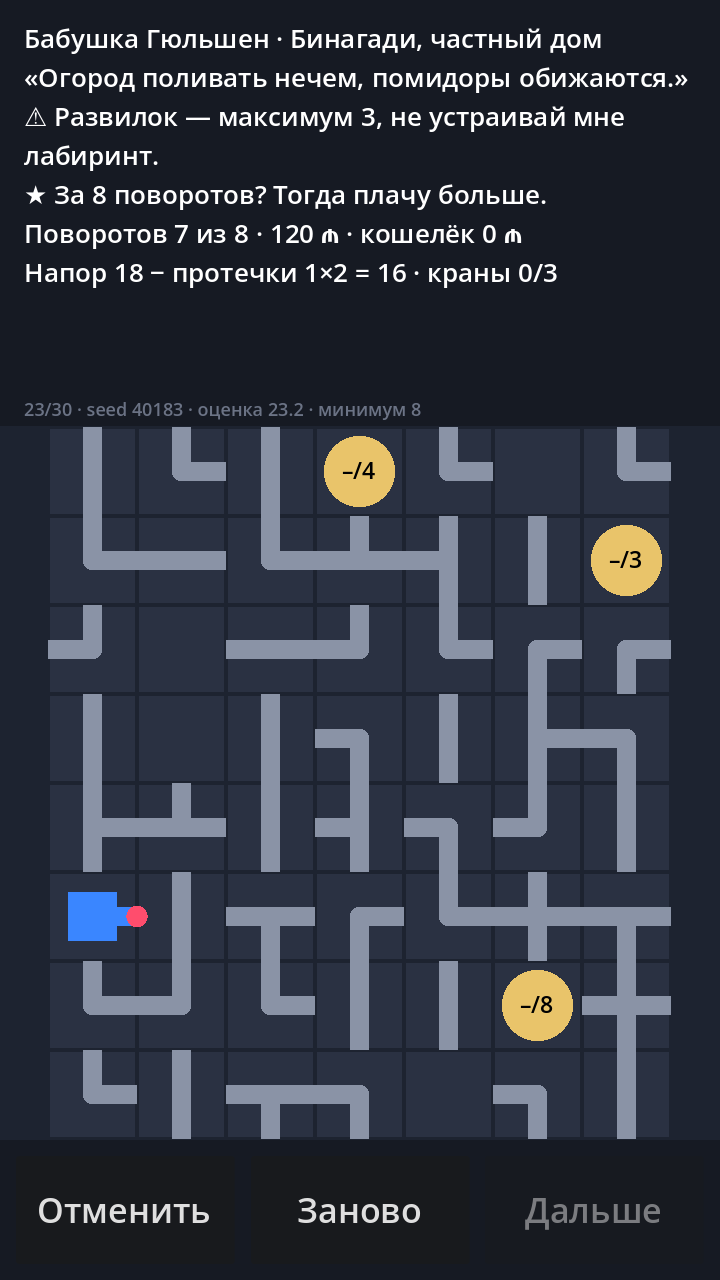 Бабушка Гюльшен · Бинагади, частный дом
«Огород поливать нечем, помидоры обижаются.»
⚠ Развилок — максимум 3, не устраивай мне
лабиринт.
★ За 8 поворотов? Тогда плачу больше.
Поворотов 7 из 8 · 120 ₼ · кошелёк 0 ₼
Напор 18 − протечки 1×2 = 16 · краны 0/3
23/30 · seed 40183 · оценка 23.2 · минимум 8
–/4
–/3
–/8
Отменить Заново Дальше